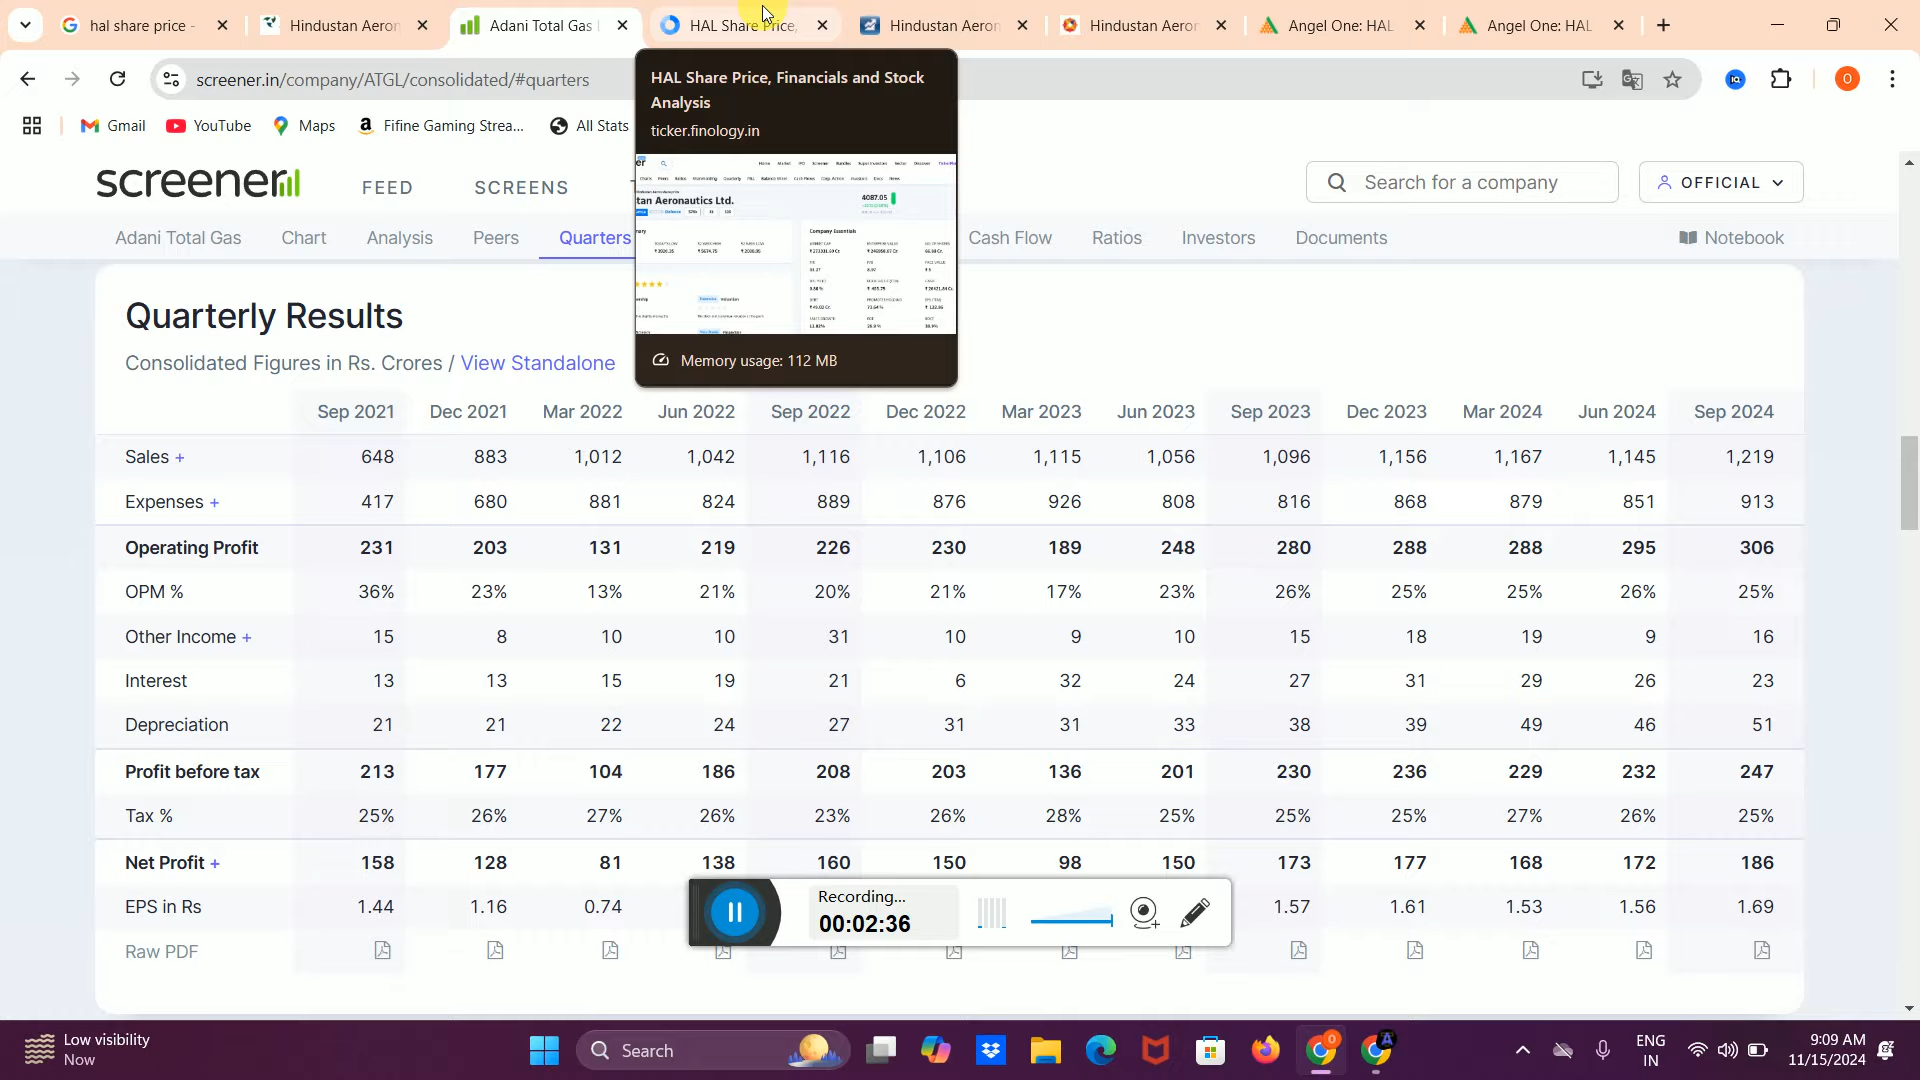 hal share price -
Hindustan Aeron
Adani Total Gas
HAL Share Price,
Hindustan Aeron
Hindustan Aeron
Angel One: HAL
Angel One: HAL
screener.in/company/ATGL/consolidated/#quarters
Gmail
YouTube
Maps
Fifine Gaming Strea...
All Stats
HAL Share Price, Financials and Stock
Analysis
ticker.finology.in
tan Aeronautics Ltd.
4087.05
Company Essentials
Memory usage: 112 MB
screener
FEED
SCREENS
Search for a company
OFFICIAL
Adani Total Gas
Chart
Analysis
Peers
Quarters
Cash Flow
Ratios
Investors
Documents
Notebook
Quarterly Results
Consolidated Figures in Rs. Crores / View Standalone
Sep 2021 Dec 2021 Mar 2022 Jun 2022 Sep 2022 Dec 2022 Mar 2023 Jun 2023 Sep 2023 Dec 2023 Mar 2024 Jun 2024 Sep 2024
Sales + 648 883 1,012 1,042 1,116 1,106 1,115 1,056 1,096 1,156 1,167 1,145 1,219
Expenses + 417 680 881 824 889 876 926 808 816 868 879 851 913
Operating Profit 231 203 131 219 226 230 189 248 280 288 288 295 306
OPM % 36% 23% 13% 21% 20% 21% 17% 23% 26% 25% 25% 26% 25%
Other Income + 15 8 10 10 31 10 9 10 15 18 19 9 16
Interest 13 13 15 19 21 6 32 24 27 31 29 26 23
Depreciation 21 21 22 24 27 31 31 33 38 39 49 46 51
Profit before tax 213 177 104 186 208 203 136 201 230 236 229 232 247
Tax % 25% 26% 27% 26% 23% 26% 28% 25% 25% 25% 27% 26% 25%
Net Profit + 158 128 81 138 160 150 98 150 173 177 168 172 186
EPS in Rs 1.44 1.16 0.74 1.57 1.61 1.53 1.56 1.69
Raw PDF
Recording...
00:02:36
Low visibility
Now
Search
ENG
IN
9:09 AM
11/15/2024